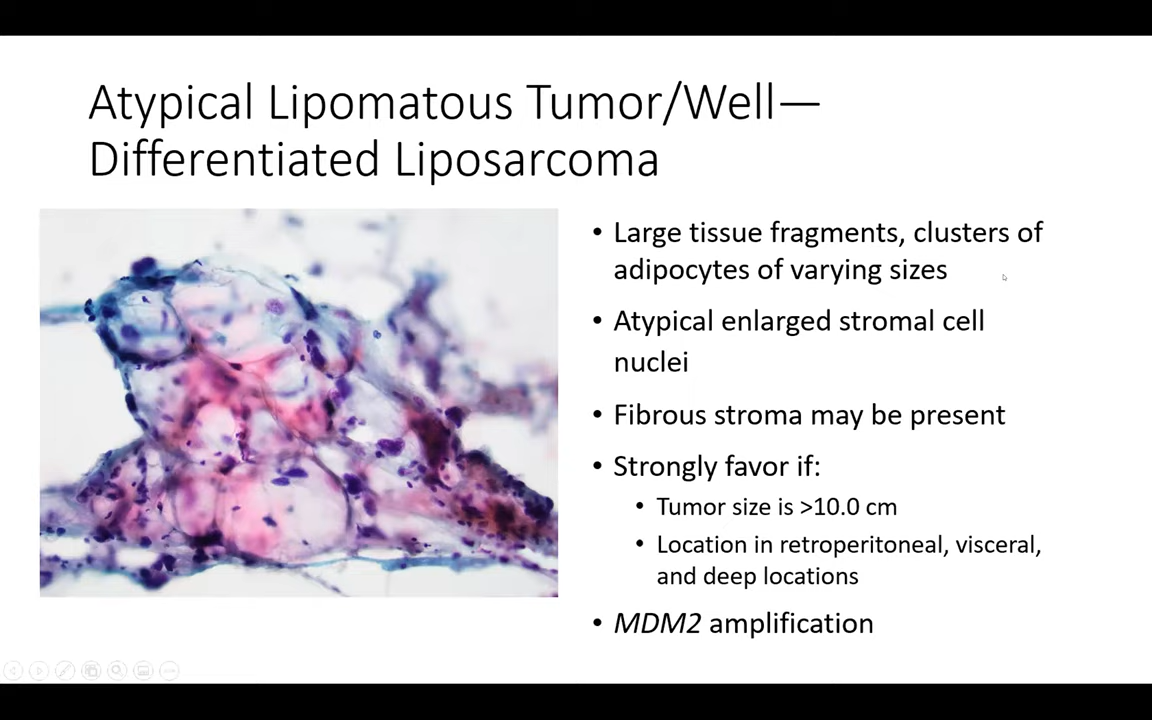 Atypical Lipomatous Tumor/Well—
Differentiated Liposarcoma
• Large tissue fragments, clusters of
adipocytes of varying sizes
• Atypical enlarged stromal cell
nuclei
• Fibrous stroma may be present
• Strongly favor if:
• Tumor size is >10.0 cm
• Location in retroperitoneal, visceral,
and deep locations
• MDM2 amplification